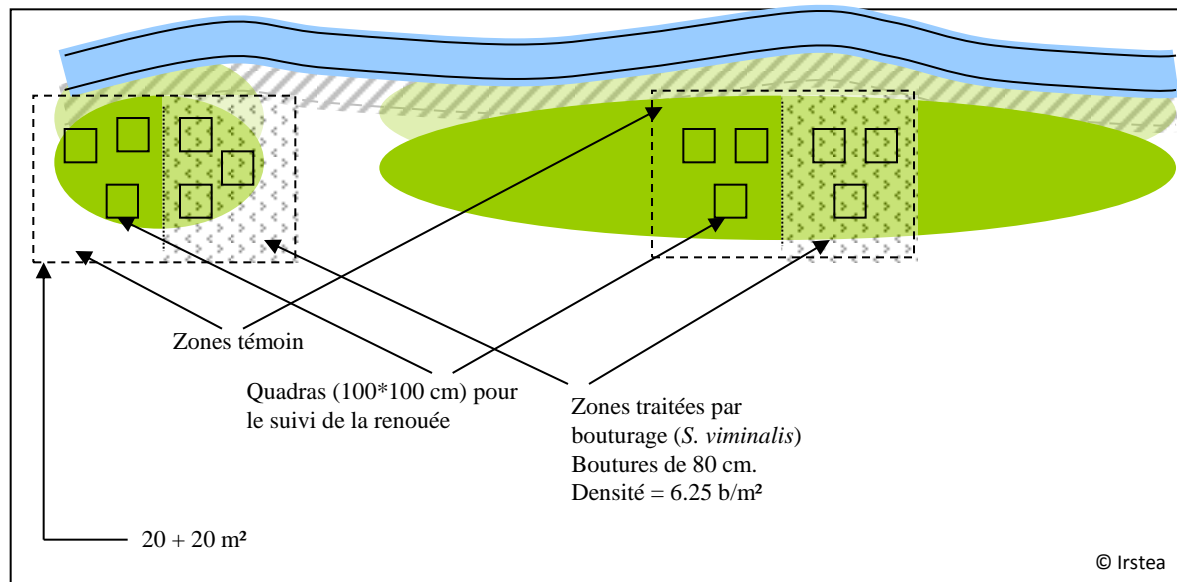 Zones témoin
Quadras (100*100 cm) pour
le suivi de la renouée
Zones traitées par
bouturage (S. viminalis)
Boutures de 80 cm.
Densité = 6.25 b/m²
20 + 20 m²
© Irstea